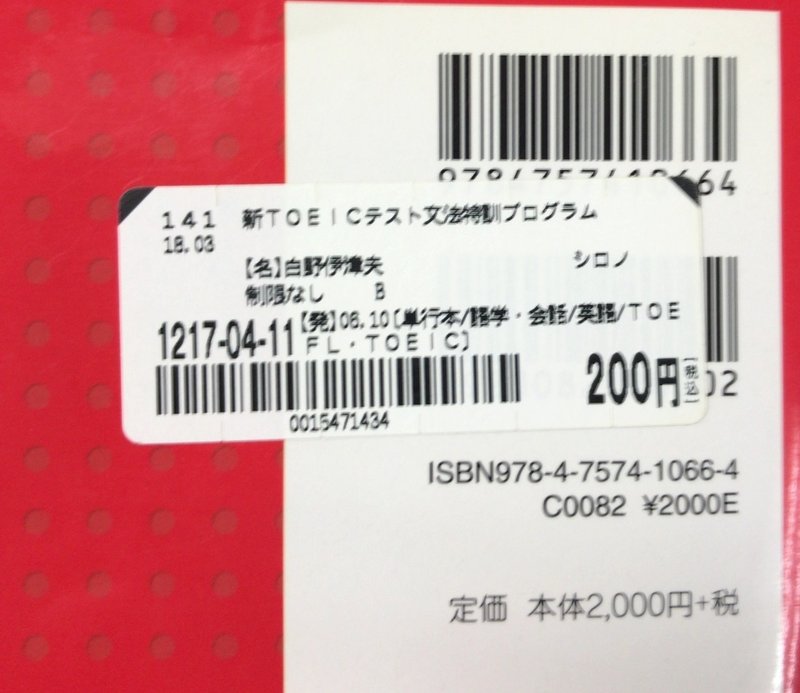 141 新TOEICテスト文法特訓プログラム
18.03
【名】白野伊津夫 シロノ
制限なし B
1217-04-11【発】06.10〔単行本/語学・会話/英語/TOE
FL・TOEIC〕
200円[税込]
0015471434
02
ISBN978-4-7574-1066-4
C0082 ¥2000E
定価 本体2,000円+税